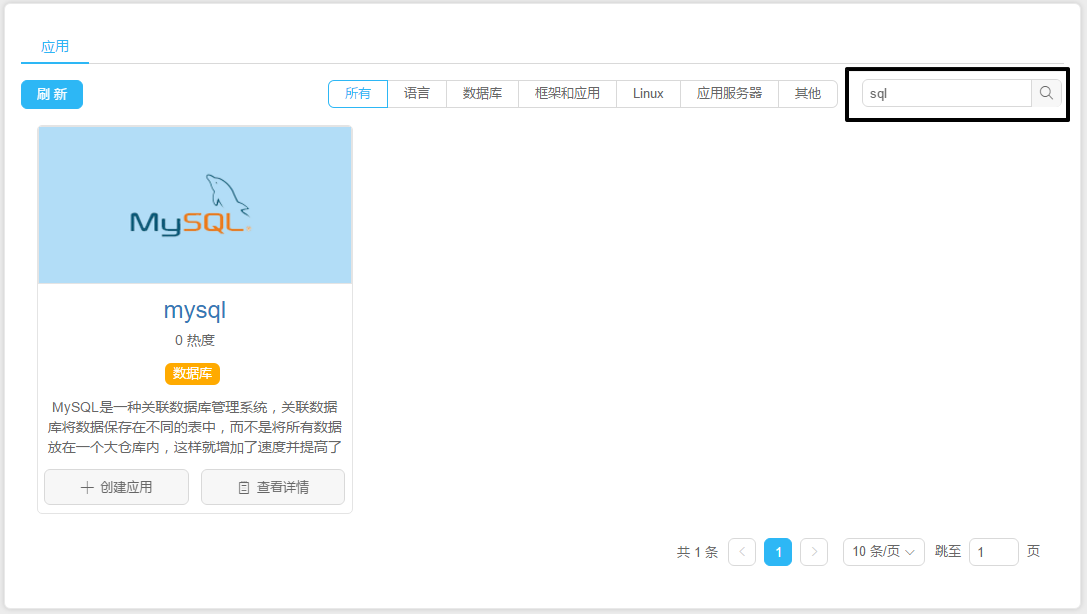 应用
刷 新
所有 语言 数据库 框架和应用 Linux 应用服务器 其他
sql
MySQL
mysql
0 热度
数据库
MySQL是一种关联数据库管理系统，关联数据
库将数据保存在不同的表中，而不是将所有数据
放在一个大仓库内，这样就增加了速度并提高了
创建应用 查看详情
共 1 条 1 10 条/页 跳至 1 页